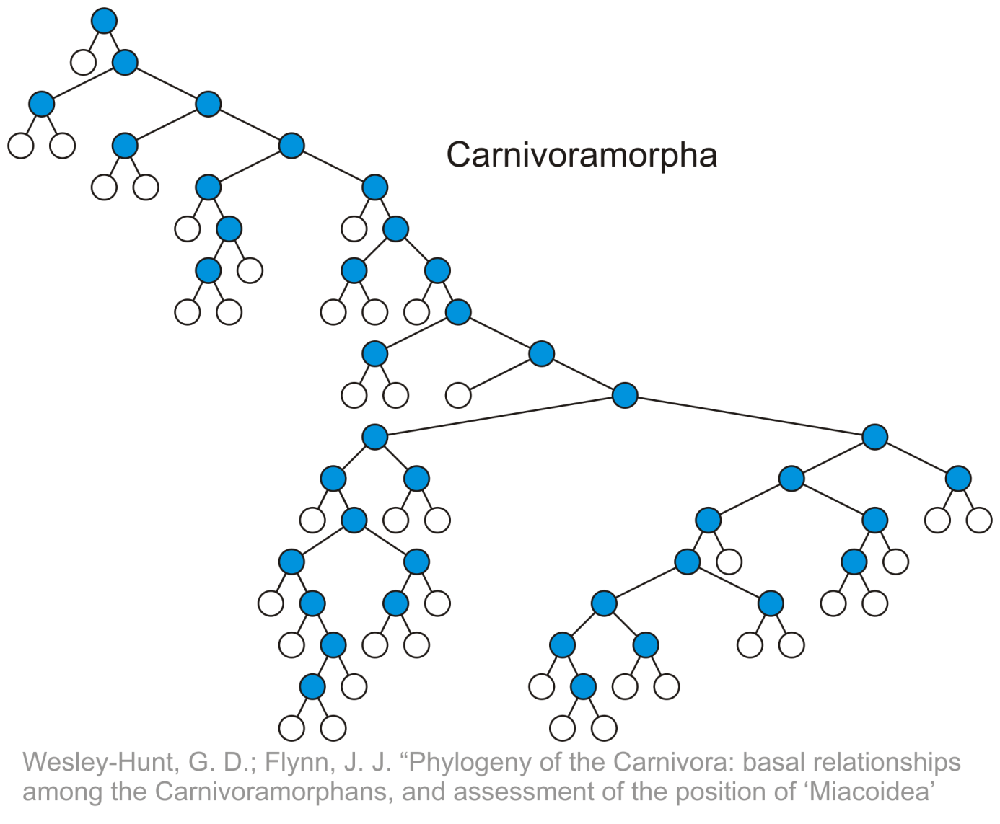 Carnivoramorpha
Wesley-Hunt, G. D.; Flynn, J. J. “Phylogeny of the Carnivora: basal relationships
among the Carnivoramorphans, and assessment of the position of ‘Miacoidea’